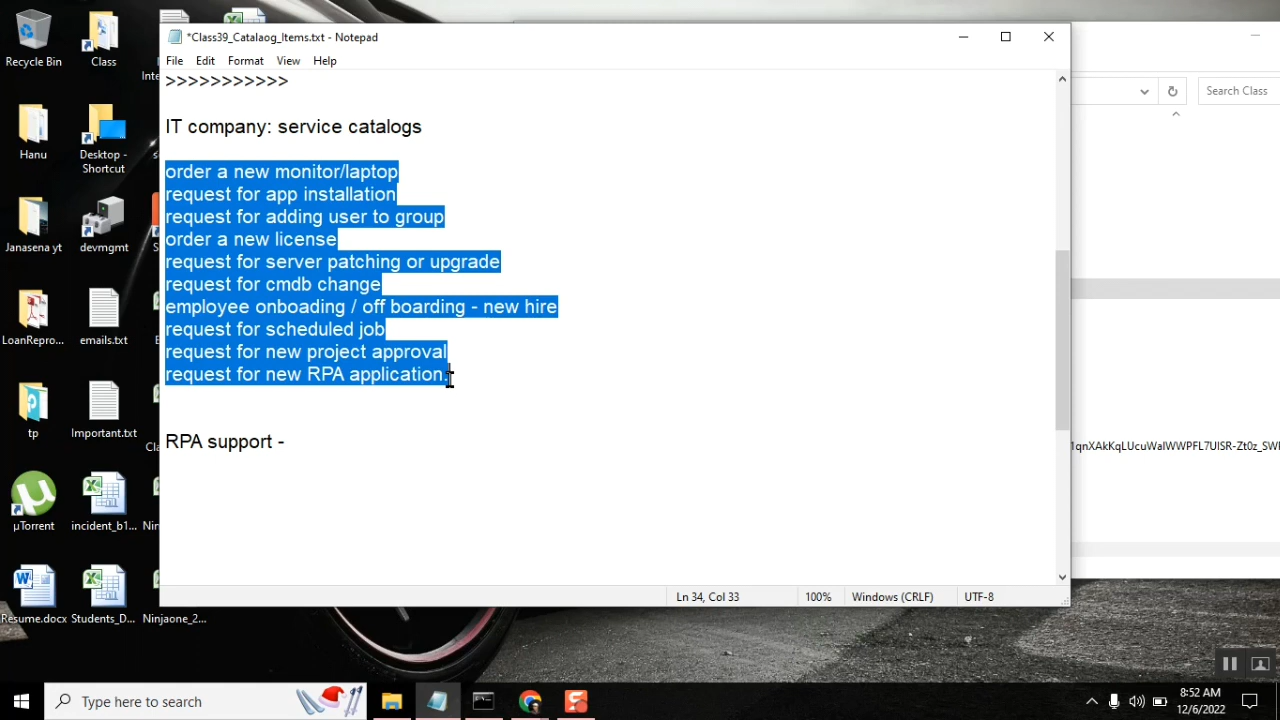 Recycle Bin
Class
Inte
Hanu
Desktop -
Shortcut
Janasena yt
devmgmt
LoanRepro...
emails.txt
tp
Important.txt
Cla
µTorrent
incident_b1...
Nin
Resume.docx
Students_D...
Ninjaone_2...
*Class39_Catalaog_Items.txt - Notepad
File Edit Format View Help
>>>>>>>>>>>
IT company: service catalogs
order a new monitor/laptop
request for app installation
request for adding user to group
order a new license
request for server patching or upgrade
request for cmdb change
employee onboading / off boarding - new hire
request for scheduled job
request for new project approval
request for new RPA application.
RPA support -
Ln 34, Col 33
100%
Windows (CRLF)
UTF-8
Search Class
Type here to search
8:52 AM
12/6/2022